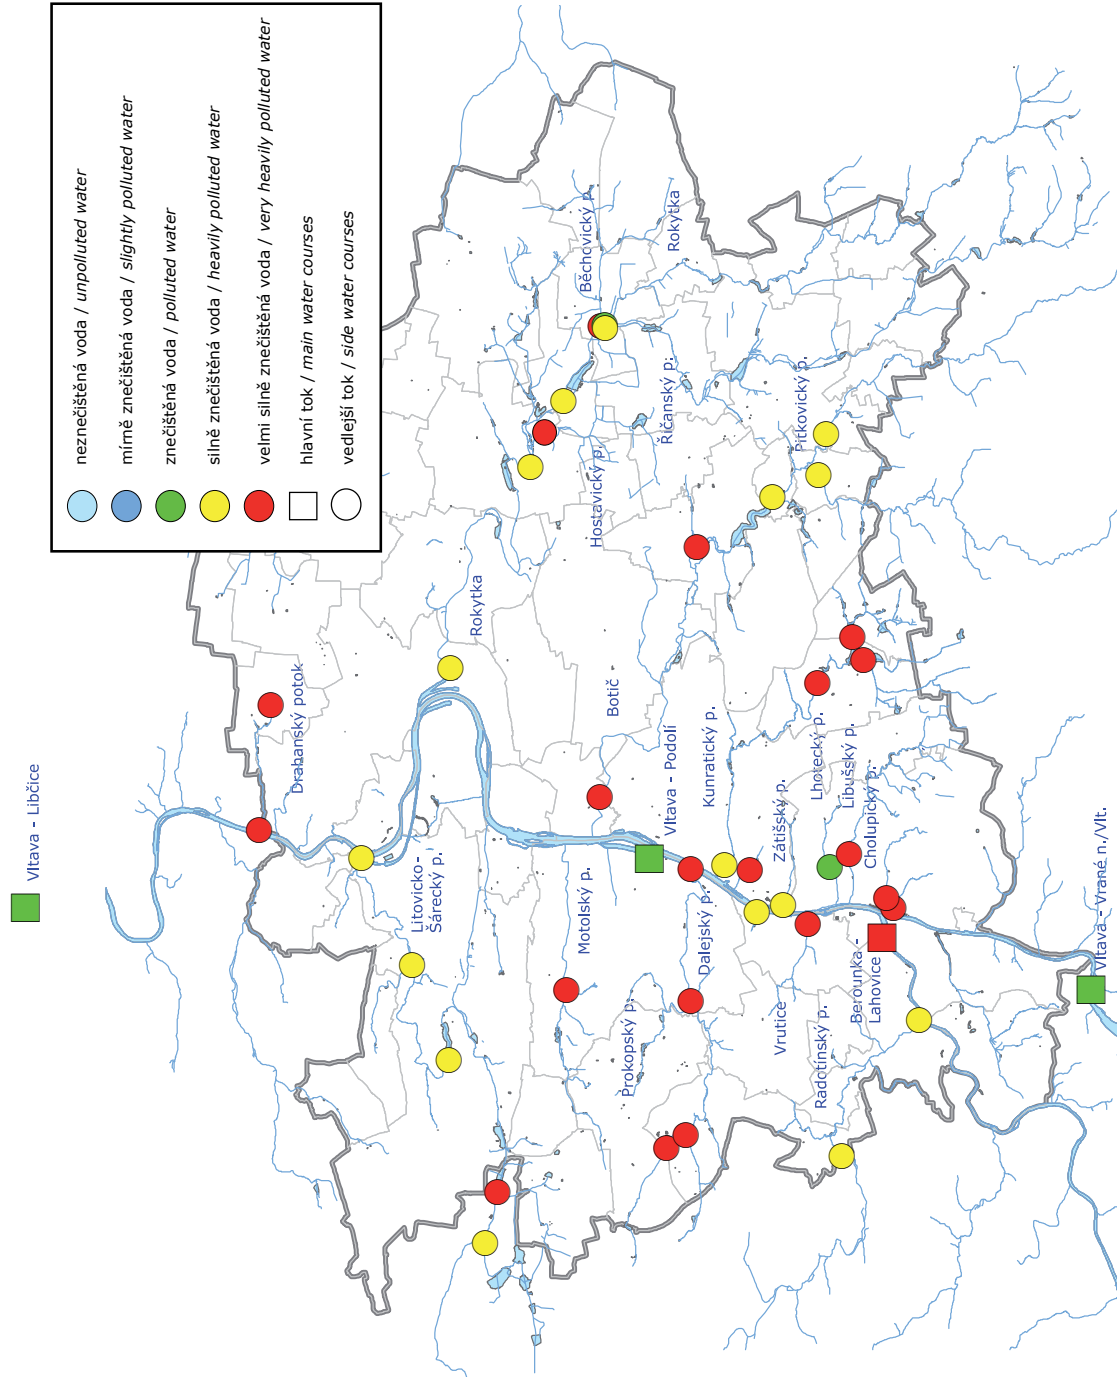 neznečištěná voda / unpolluted water
mírně znečištěná voda / slightly polluted water
znečištěná voda / polluted water
silně znečištěná voda / heavily polluted water
velmi silně znečištěná voda / very heavily polluted water
hlavní tok / main water courses
vedlejší tok / side water courses
Vltava - Libčice
Drahanský potok
Litovicko -
Šárecký p.
Rokytka
Běchovický p.
Rokytka
Hostavický p.
Říčanský p.
Pitkovický p.
Botič
Motolský p.
Vltava - Podolí
Prokopský p.
Dalejský p.
Kunratický p.
Zátišský p.
Vrutice
Lhotecký p.
Libušský p.
Cholupický p.
Radotínský p.
Berounka -
Lahovice
Vltava - Vrané n./Vlt.